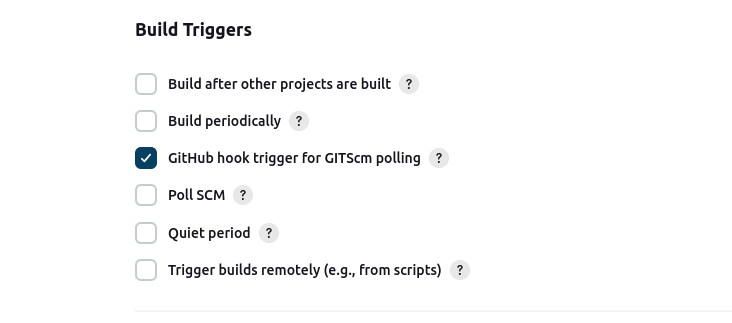 Build Triggers
Build after other projects are built ?
Build periodically ?
GitHub hook trigger for GITScm polling ?
Poll SCM ?
Quiet period ?
Trigger builds remotely (e.g., from scripts) ?